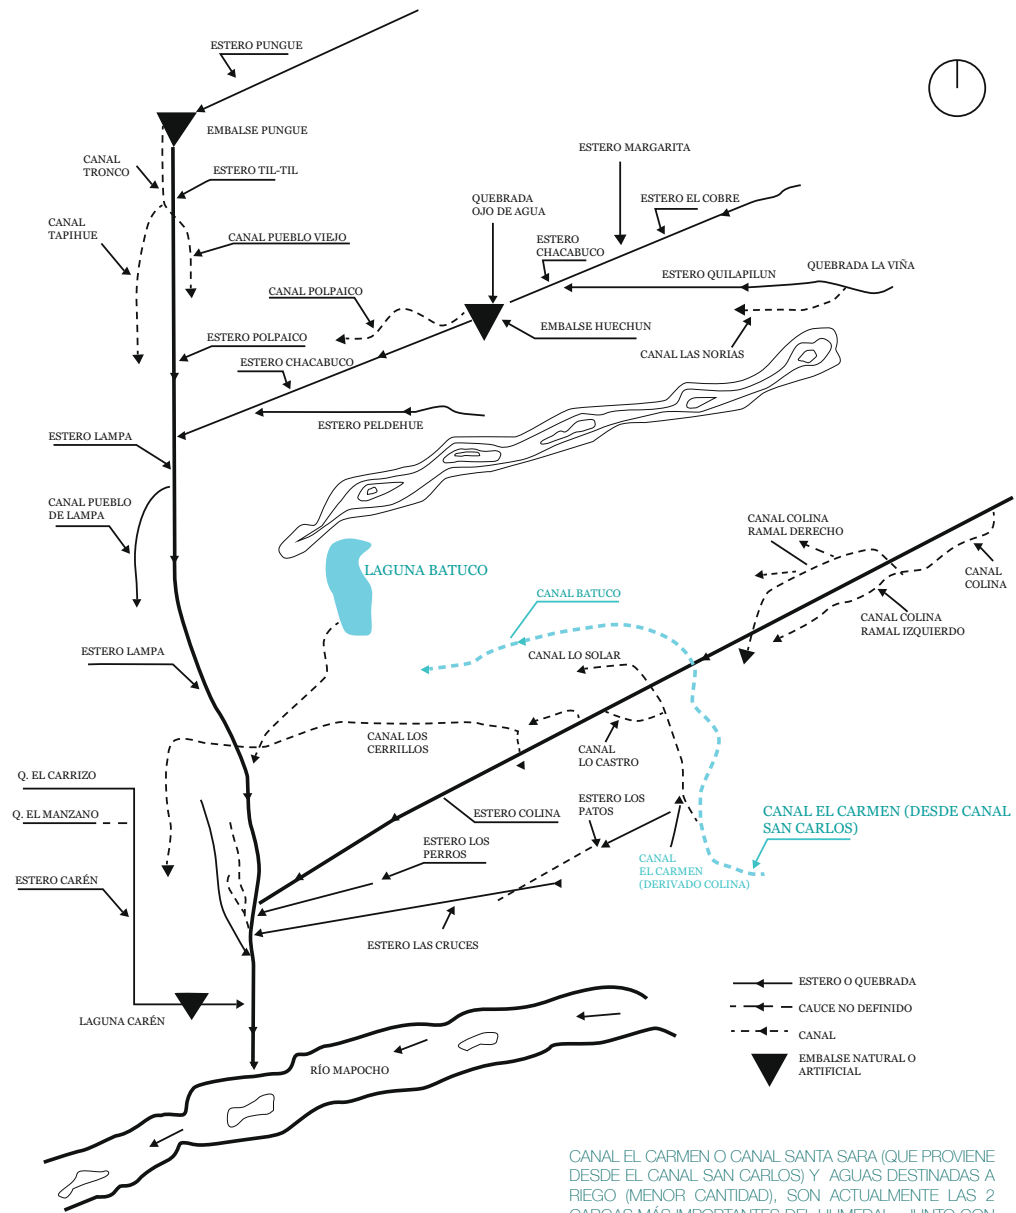 ESTERO PUNGUE
EMBALSE PUNGUE
CANAL
TRONCO
ESTERO TIL-TIL
CANAL
TAPIHUE
CANAL PUEBLO VIEJO
ESTERO MARGARITA
QUEBRADA
OJO DE AGUA
ESTERO EL COBRE
ESTERO
CHACABUCO
ESTERO QUILAPILUN
QUEBRADA LA VIÑA
CANAL POLPAICO
EMBALSE HUECHUN
ESTERO POLPAICO
CANAL LAS NORIAS
ESTERO CHACABUCO
ESTERO PELDEHUE
ESTERO LAMPA
CANAL PUEBLO
DE LAMPA
CANAL COLINA
RAMAL DERECHO
LAGUNA BATUCO
CANAL
COLINA
CANAL BATUCO
CANAL COLINA
RAMAL IZQUIERDO
ESTERO LAMPA
CANAL LO SOLAR
CANAL LOS
CERRILLOS
CANAL
LO CASTRO
Q. EL CARRIZO
Q. EL MANZANO
ESTERO COLINA
ESTERO LOS
PATOS
CANAL EL CARMEN (DESDE CANAL
SAN CARLOS)
ESTERO LOS
PERROS
CANAL
EL CARMEN
(DERIVADO COLINA)
ESTERO CARÉN
ESTERO LAS CRUCES
LAGUNA CARÉN
RÍO MAPOCHO
ESTERO O QUEBRADA
CAUCE NO DEFINIDO
CANAL
EMBALSE NATURAL O
ARTIFICIAL
CANAL EL CARMEN O CANAL SANTA SARA (QUE PROVIENE
DESDE EL CANAL SAN CARLOS) Y AGUAS DESTINADAS A
RIEGO (MENOR CANTIDAD), SON ACTUALMENTE LAS 2
CARGAS MÁS IMPORTANTES DEL HUMEDAL, JUNTO CON